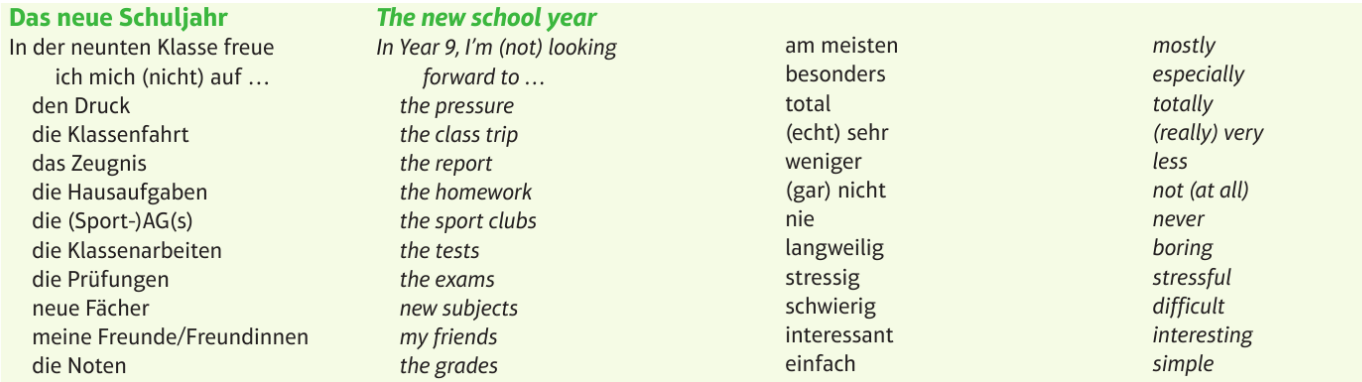 Das neue Schuljahr The new school year
In der neunten Klasse freue In Year 9, I'm (not) looking
ich mich (nicht) auf … forward to …
den Druck the pressure
die Klassenfahrt the class trip
das Zeugnis the report
die Hausaufgaben the homework
die (Sport-)AG(s) the sport clubs
die Klassenarbeiten the tests
die Prüfungen the exams
neue Fächer new subjects
meine Freunde/Freundinnen my friends
die Noten the grades
am meisten mostly
besonders especially
total totally
(echt) sehr (really) very
weniger less
(gar) nicht not (at all)
nie never
langweilig boring
stressig stressful
schwierig difficult
interessant interesting
einfach simple